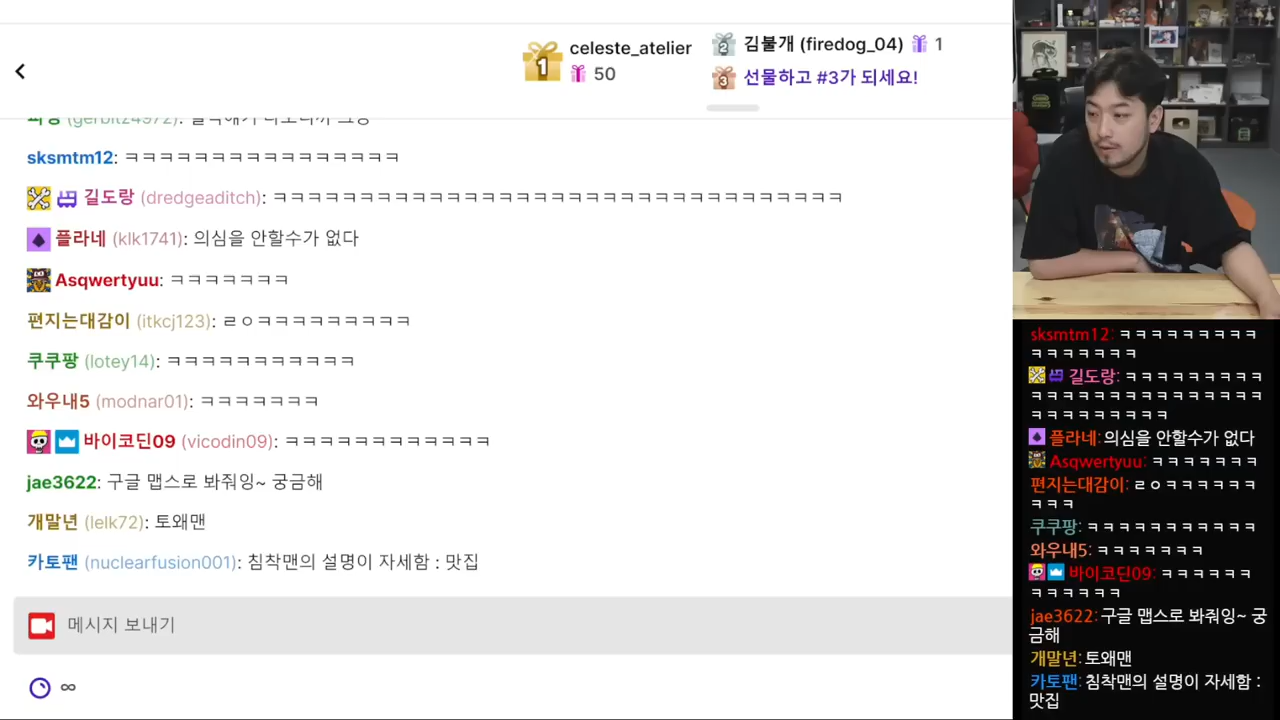 celeste_atelier
50
김불개 (firedog_04) 1
선물하고 #3가 되세요!
sksmtm12: ㅋㅋㅋㅋㅋㅋㅋㅋㅋㅋㅋㅋㅋㅋㅋㅋ
길도랑 (dredgeaditch): ㅋㅋㅋㅋㅋㅋㅋㅋㅋㅋㅋㅋㅋㅋㅋㅋㅋㅋㅋㅋㅋㅋㅋㅋㅋㅋㅋㅋㅋㅋㅋㅋㅋ
플라네 (klk1741): 의심을 안할수가 없다
Asqwertyuu: ㅋㅋㅋㅋㅋㅋㅋ
편지는대감이 (itkcj123): ㄹㅇㅋㅋㅋㅋㅋㅋㅋㅋㅋ
쿠쿠팡 (lotey14): ㅋㅋㅋㅋㅋㅋㅋㅋㅋㅋㅋ
와우내5 (modnar01): ㅋㅋㅋㅋㅋㅋㅋ
바이코딘09 (vicodin09): ㅋㅋㅋㅋㅋㅋㅋㅋㅋㅋㅋㅋ
jae3622: 구글 맵스로 봐줘잉~ 궁금해
개말년 (lelk72): 토왜맨
카토팬 (nuclearfusion001): 침착맨의 설명이 자세함 : 맛집
메시지 보내기
∞
sksmtm12: ㅋㅋㅋㅋㅋㅋㅋㅋㅋ
ㅋㅋㅋㅋㅋㅋㅋ
길도랑: ㅋㅋㅋㅋㅋㅋㅋㅋㅋ
ㅋㅋㅋㅋㅋㅋㅋㅋㅋㅋㅋㅋㅋㅋㅋ
ㅋㅋㅋㅋㅋㅋㅋㅋㅋ
플라네: 의심을 안할수가 없다
Asqwertyuu: ㅋㅋㅋㅋㅋㅋㅋ
편지는대감이: ㄹㅇㅋㅋㅋㅋㅋㅋ
ㅋㅋㅋ
쿠쿠팡: ㅋㅋㅋㅋㅋㅋㅋㅋㅋㅋㅋ
와우내5: ㅋㅋㅋㅋㅋㅋㅋ
바이코딘09: ㅋㅋㅋㅋㅋㅋ
ㅋㅋㅋㅋㅋㅋ
jae3622: 구글 맵스로 봐줘잉~ 궁
금해
개말년: 토왜맨
카토팬: 침착맨의 설명이 자세함 :
맛집